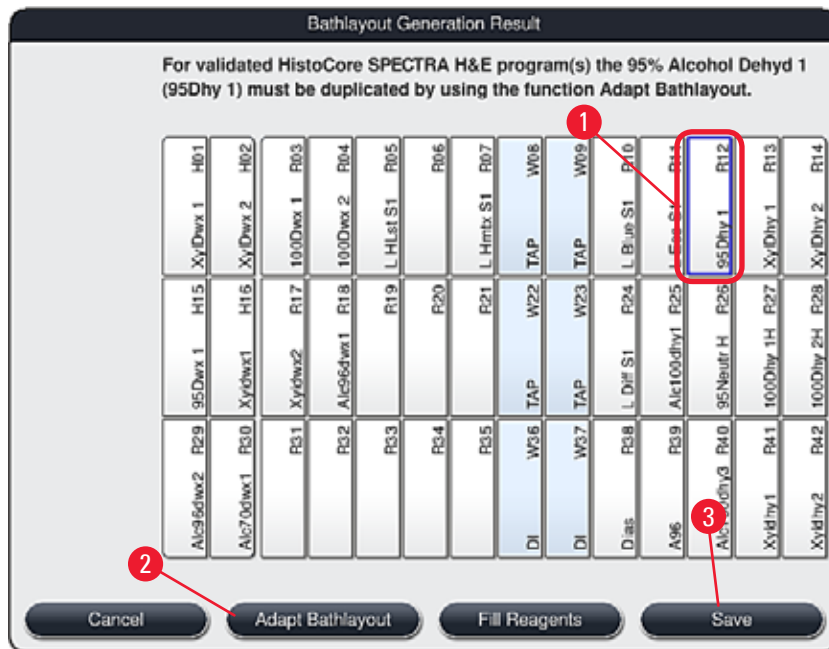 Bathlayout Generation Result
For validated HistoCore SPECTRA H&E program(s) the 95% Alcohol Dehyd 1
(95Dhy 1) must be duplicated by using the function Adapt Bathlayout.
1
XylDwx 1 H01
XylDwx 2 H02
100Dwx 1 R03
100Dwx 2 R04
L HLst S1 R05
R06
L Hmtx S1 R07
TAP W08
TAP W09
L Blue S1 R10
L Eos S1 R11
95Dhy 1 R12
XylDhy 1 R13
XylDhy 2 R14
95Dwx 1 H15
Xyldwx1 H16
Xyldwx2 R17
Alc96dwx1 R18
R19
R20
R21
TAP W22
TAP W23
L Diff S1 R24
Alc100dhy1 R25
95Neutr H R26
100Dhy 1H R27
100Dhy 2H R28
Alc96dwx2 R29
Alc70dwx1 R30
R31
R32
R33
R34
R35
DI W36
DI W37
Dias R38
A96 R39
R40
Xyldhy1 R41
Xyldhy2 R42
2
3
Cancel
Adapt Bathlayout
Fill Reagents
Save